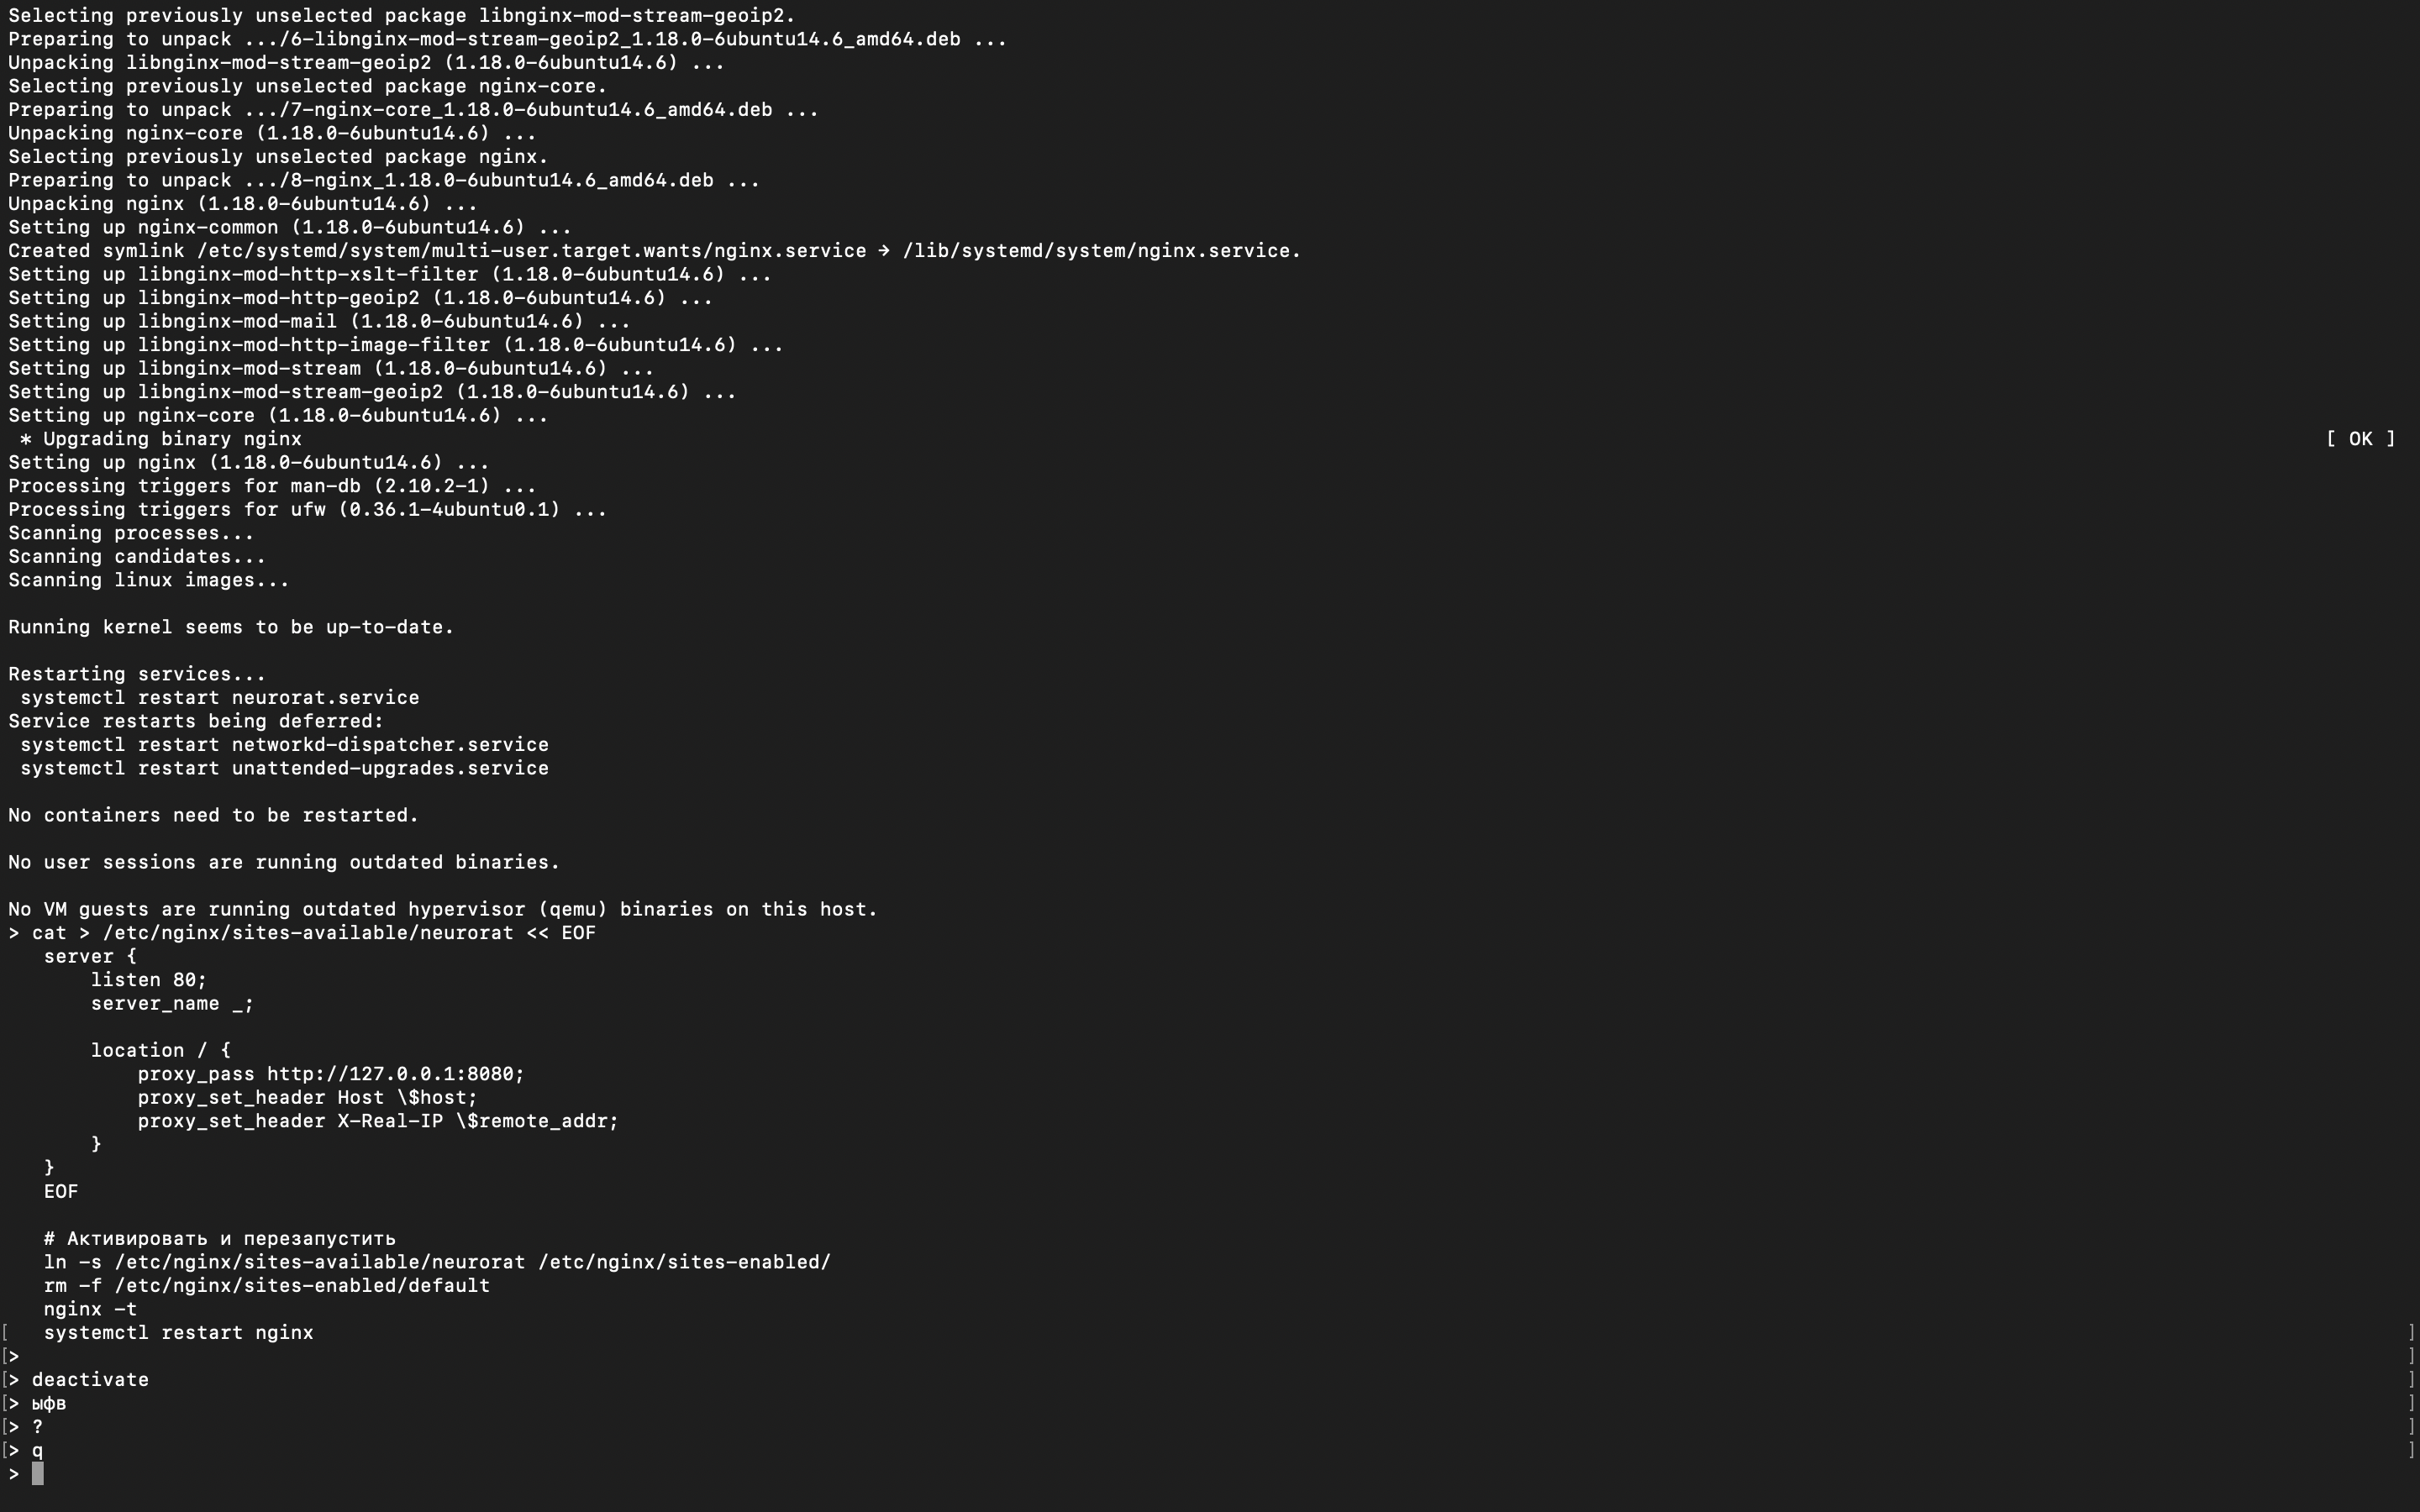 Selecting previously unselected package libnginx-mod-stream-geoip2.
Preparing to unpack .../6-libnginx-mod-stream-geoip2_1.18.0-6ubuntu14.6_amd64.deb ...
Unpacking libnginx-mod-stream-geoip2 (1.18.0-6ubuntu14.6) ...
Selecting previously unselected package nginx-core.
Preparing to unpack .../7-nginx-core_1.18.0-6ubuntu14.6_amd64.deb ...
Unpacking nginx-core (1.18.0-6ubuntu14.6) ...
Selecting previously unselected package nginx.
Preparing to unpack .../8-nginx_1.18.0-6ubuntu14.6_amd64.deb ...
Unpacking nginx (1.18.0-6ubuntu14.6) ...
Setting up nginx-common (1.18.0-6ubuntu14.6) ...
Created symlink /etc/systemd/system/multi-user.target.wants/nginx.service → /lib/systemd/system/nginx.service.
Setting up libnginx-mod-http-xslt-filter (1.18.0-6ubuntu14.6) ...
Setting up libnginx-mod-http-geoip2 (1.18.0-6ubuntu14.6) ...
Setting up libnginx-mod-mail (1.18.0-6ubuntu14.6) ...
Setting up libnginx-mod-http-image-filter (1.18.0-6ubuntu14.6) ...
Setting up libnginx-mod-stream (1.18.0-6ubuntu14.6) ...
Setting up libnginx-mod-stream-geoip2 (1.18.0-6ubuntu14.6) ...
Setting up nginx-core (1.18.0-6ubuntu14.6) ...
 * Upgrading binary nginx [ OK ]
Setting up nginx (1.18.0-6ubuntu14.6) ...
Processing triggers for man-db (2.10.2-1) ...
Processing triggers for ufw (0.36.1-4ubuntu0.1) ...
Scanning processes...
Scanning candidates...
Scanning linux images...

Running kernel seems to be up-to-date.

Restarting services...
 systemctl restart neurorat.service
Service restarts being deferred:
 systemctl restart networkd-dispatcher.service
 systemctl restart unattended-upgrades.service

No containers need to be restarted.

No user sessions are running outdated binaries.

No VM guests are running outdated hypervisor (qemu) binaries on this host.
> cat > /etc/nginx/sites-available/neurorat << EOF
   server {
       listen 80;
       server_name _;

       location / {
           proxy_pass http://127.0.0.1:8080;
           proxy_set_header Host \$host;
           proxy_set_header X-Real-IP \$remote_addr;
       }
   }
   EOF

   # Активировать и перезапустить
   ln -s /etc/nginx/sites-available/neurorat /etc/nginx/sites-enabled/
   rm -f /etc/nginx/sites-enabled/default
   nginx -t
[   systemctl restart nginx ]
[> ]
[> deactivate ]
[> ыфв ]
[> ? ]
[> q ]
>